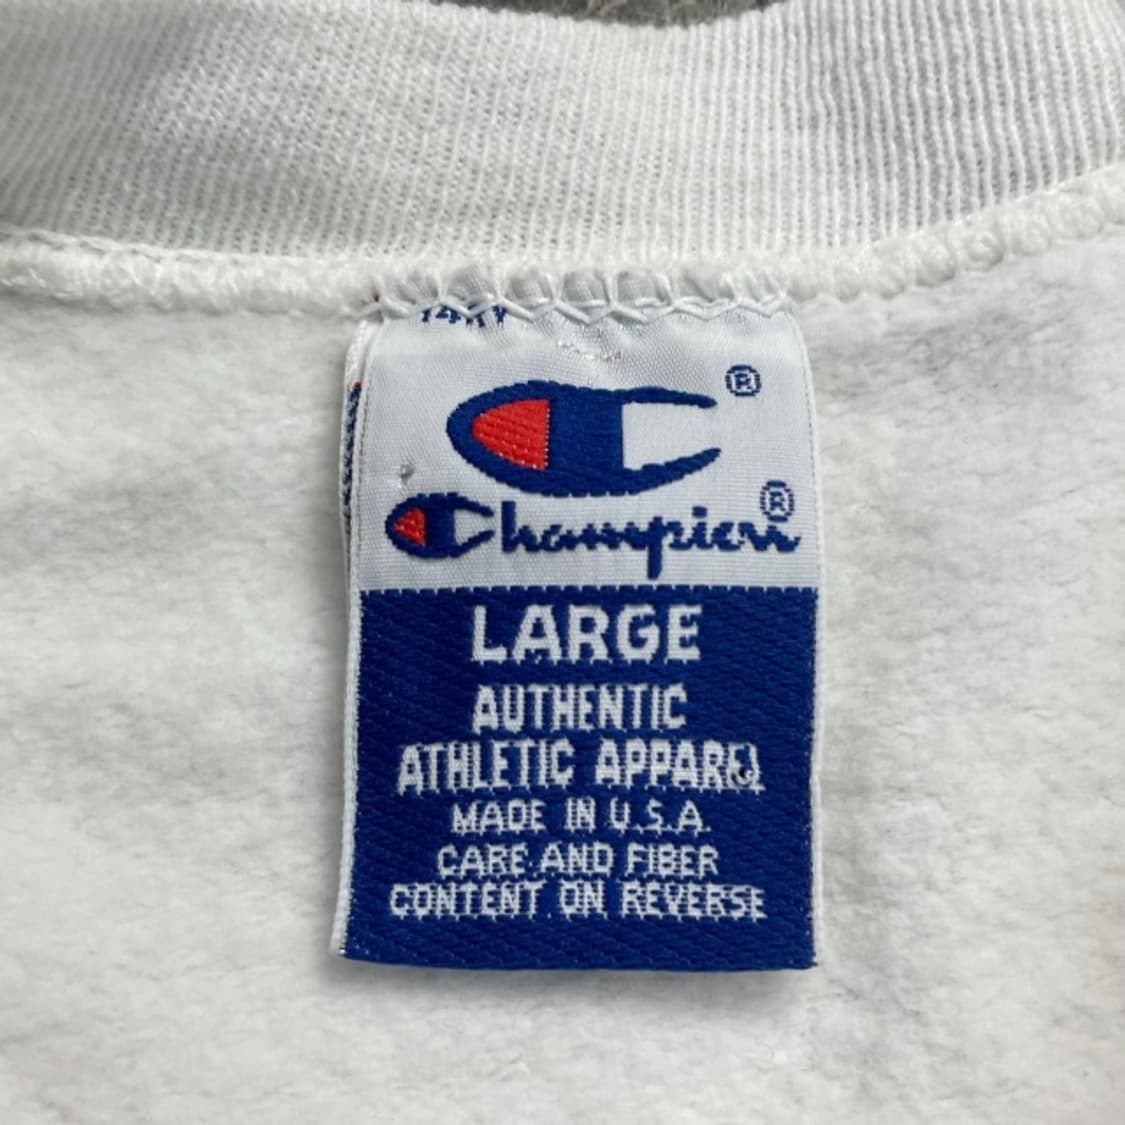 ®
Champion®
LARGE
AUTHENTIC
ATHLETIC APPAREL
MADE IN U.S.A.
CARE AND FIBER
CONTENT ON REVERSE